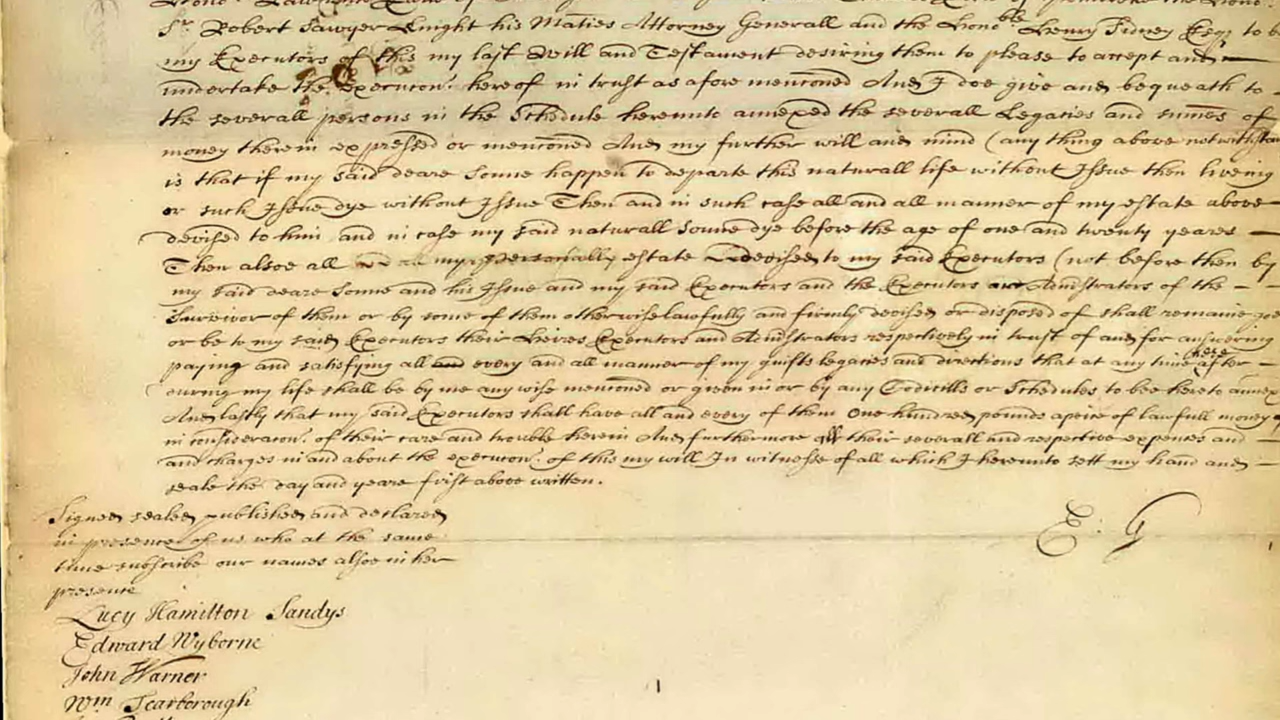 Sr. Robert Sawyer Knight his Maties Attorney Generall and the Honoble Henry Sidney Esqr. to be
my Executors of this my last Will and Testament desiring them to please to accept and
undertake the Execucon. hereof in trust as afore menconed And I doe give and bequeath to
the severall persons in the Schedule hereunto annexed the severall Legacies and summes of
money therein expressed or menconed And my further will and mind (any thing above notwithstan
is that if my said deare Sonne happen to departe this naturall life without Issue then liveing
or such Issue dye without Issue Then and in such case all and all manner of my estate above
devised to him and in case my said naturall Sonne dye before the age of one and twenty yeares
Then alsoe all my personally estate devised to my said Executors (not before then by
my said deare Sonne and his Issue and my said Executors and the Executors or Administrators of the
Survivor of them or by some of them otherwise lawfully and firmly devised or disposed of shall remaine
or be to my said Executors their Heires Executors and Administrators respectively in trust of and for answering
paying and satisfying all and every and all manner of my guifts legacies and directions that at any time hereafter
during my life shall be by me any wise menconed or given in or by any Codicills or Schedules to bee hereto annex
And lastly that my said Executors shall have all and every of them One hundred pounds apeice of lawfull money
in consideracon. of their care and trouble herein And furthermore all their severall and respective expences and
and charges in and about the execucon. of this my will In witnesse of all which I hereunto sett my hand and
seale the day and yeare first above written.
E. G
Signed sealed published and declared
in presence of us who at the same
time subscribe our names alsoe in her
presence
Lucy Hamilton Sandys
Edward Wyborne
John Warner
Wm Scarborough